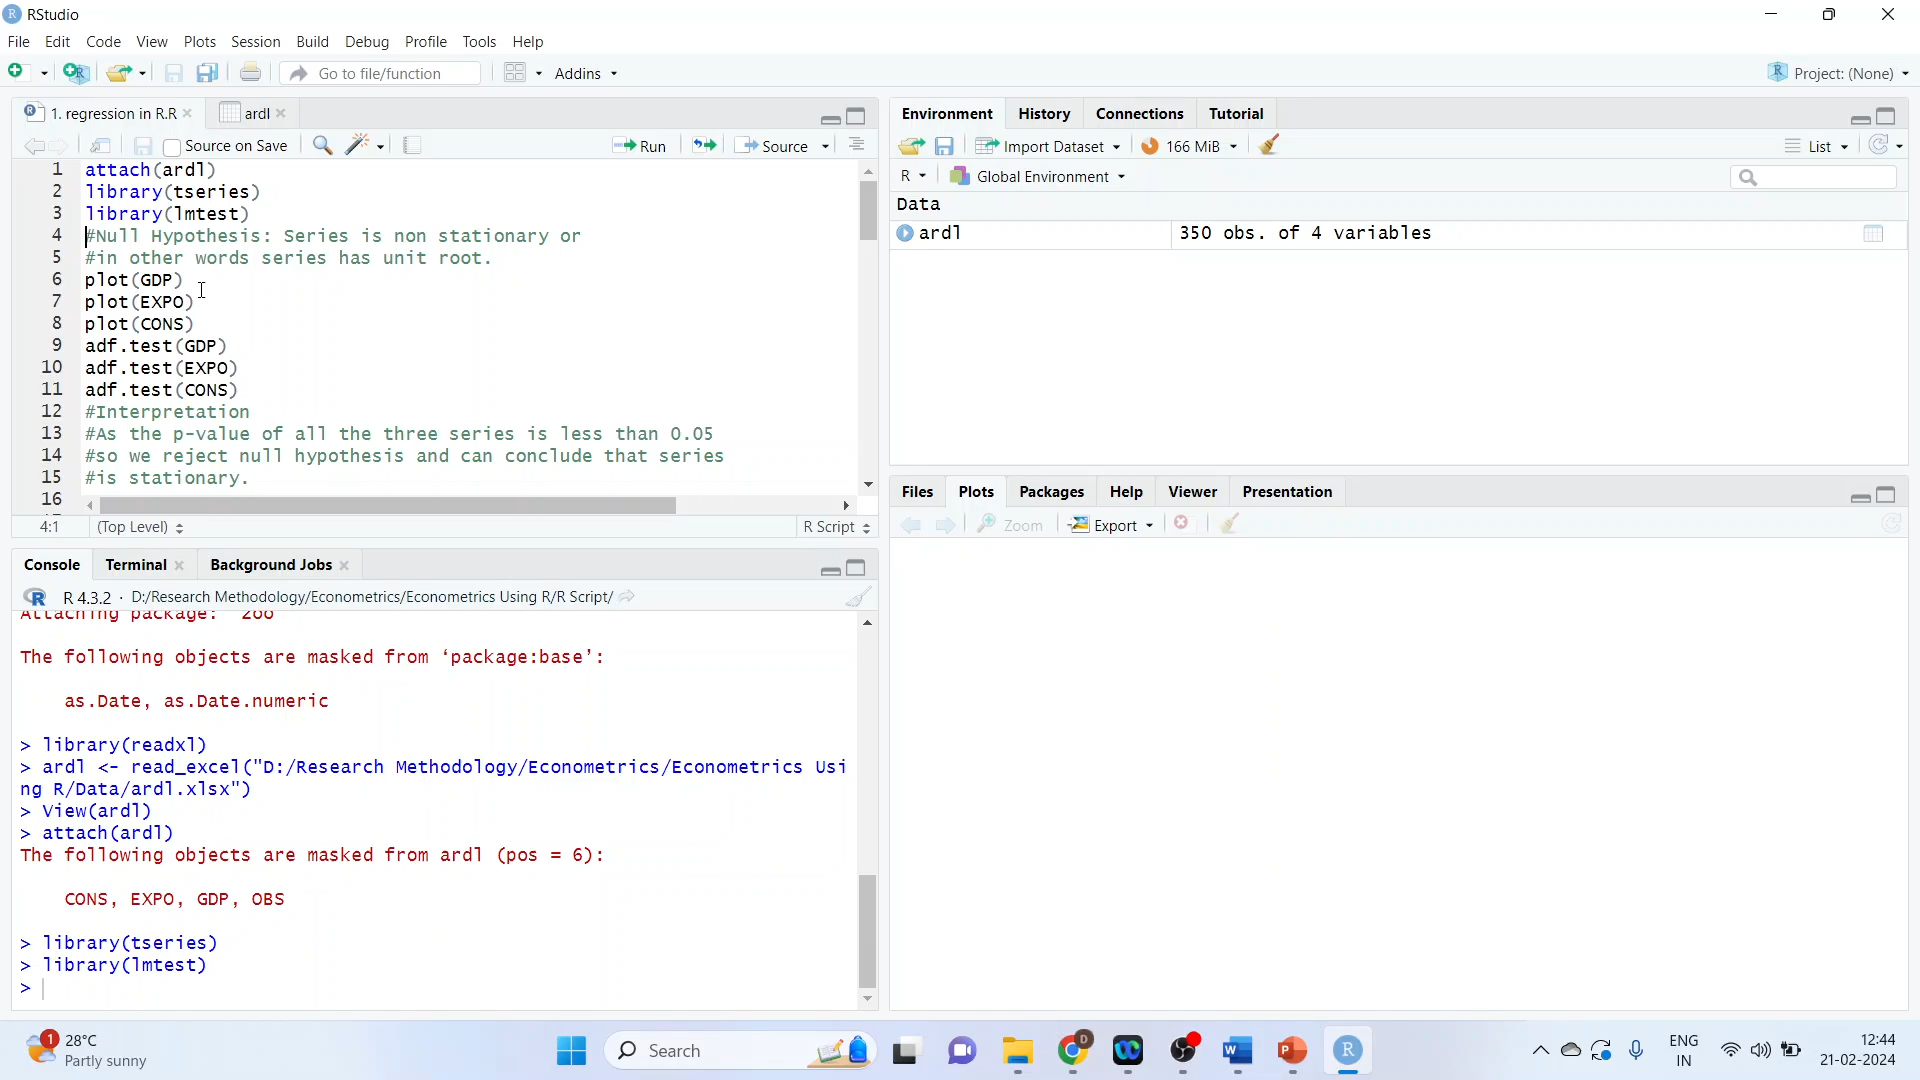 RStudio
File Edit Code View Plots Session Build Debug Profile Tools Help
Go to file/function Addins Project: (None)
1. regression in R.R ardl
Source on Save Run Source
1 attach(ardl)
2 library(tseries)
3 library(lmtest)
4 #Null Hypothesis: Series is non stationary or
5 #in other words series has unit root.
6 plot(GDP)
7 plot(EXPO)
8 plot(CONS)
9 adf.test(GDP)
10 adf.test(EXPO)
11 adf.test(CONS)
12 #Interpretation
13 #As the p-value of all the three series is less than 0.05
14 #so we reject null hypothesis and can conclude that series
15 #is stationary.
16
4:1 (Top Level) R Script
Console Terminal Background Jobs
R 4.3.2 · D:/Research Methodology/Econometrics/Econometrics Using R/R Script/
Attaching package: ‘zoo’
The following objects are masked from ‘package:base’:
as.Date, as.Date.numeric
> library(readxl)
> ardl <- read_excel("D:/Research Methodology/Econometrics/Econometrics Usi
ng R/Data/ardl.xlsx")
> View(ardl)
> attach(ardl)
The following objects are masked from ardl (pos = 6):
CONS, EXPO, GDP, OBS
> library(tseries)
> library(lmtest)
>
Environment History Connections Tutorial
Import Dataset 166 MiB List
R Global Environment
Data
ardl 350 obs. of 4 variables
Files Plots Packages Help Viewer Presentation
Zoom Export
1 28°C
Partly sunny
Search
ENG
IN
12:44
21-02-2024